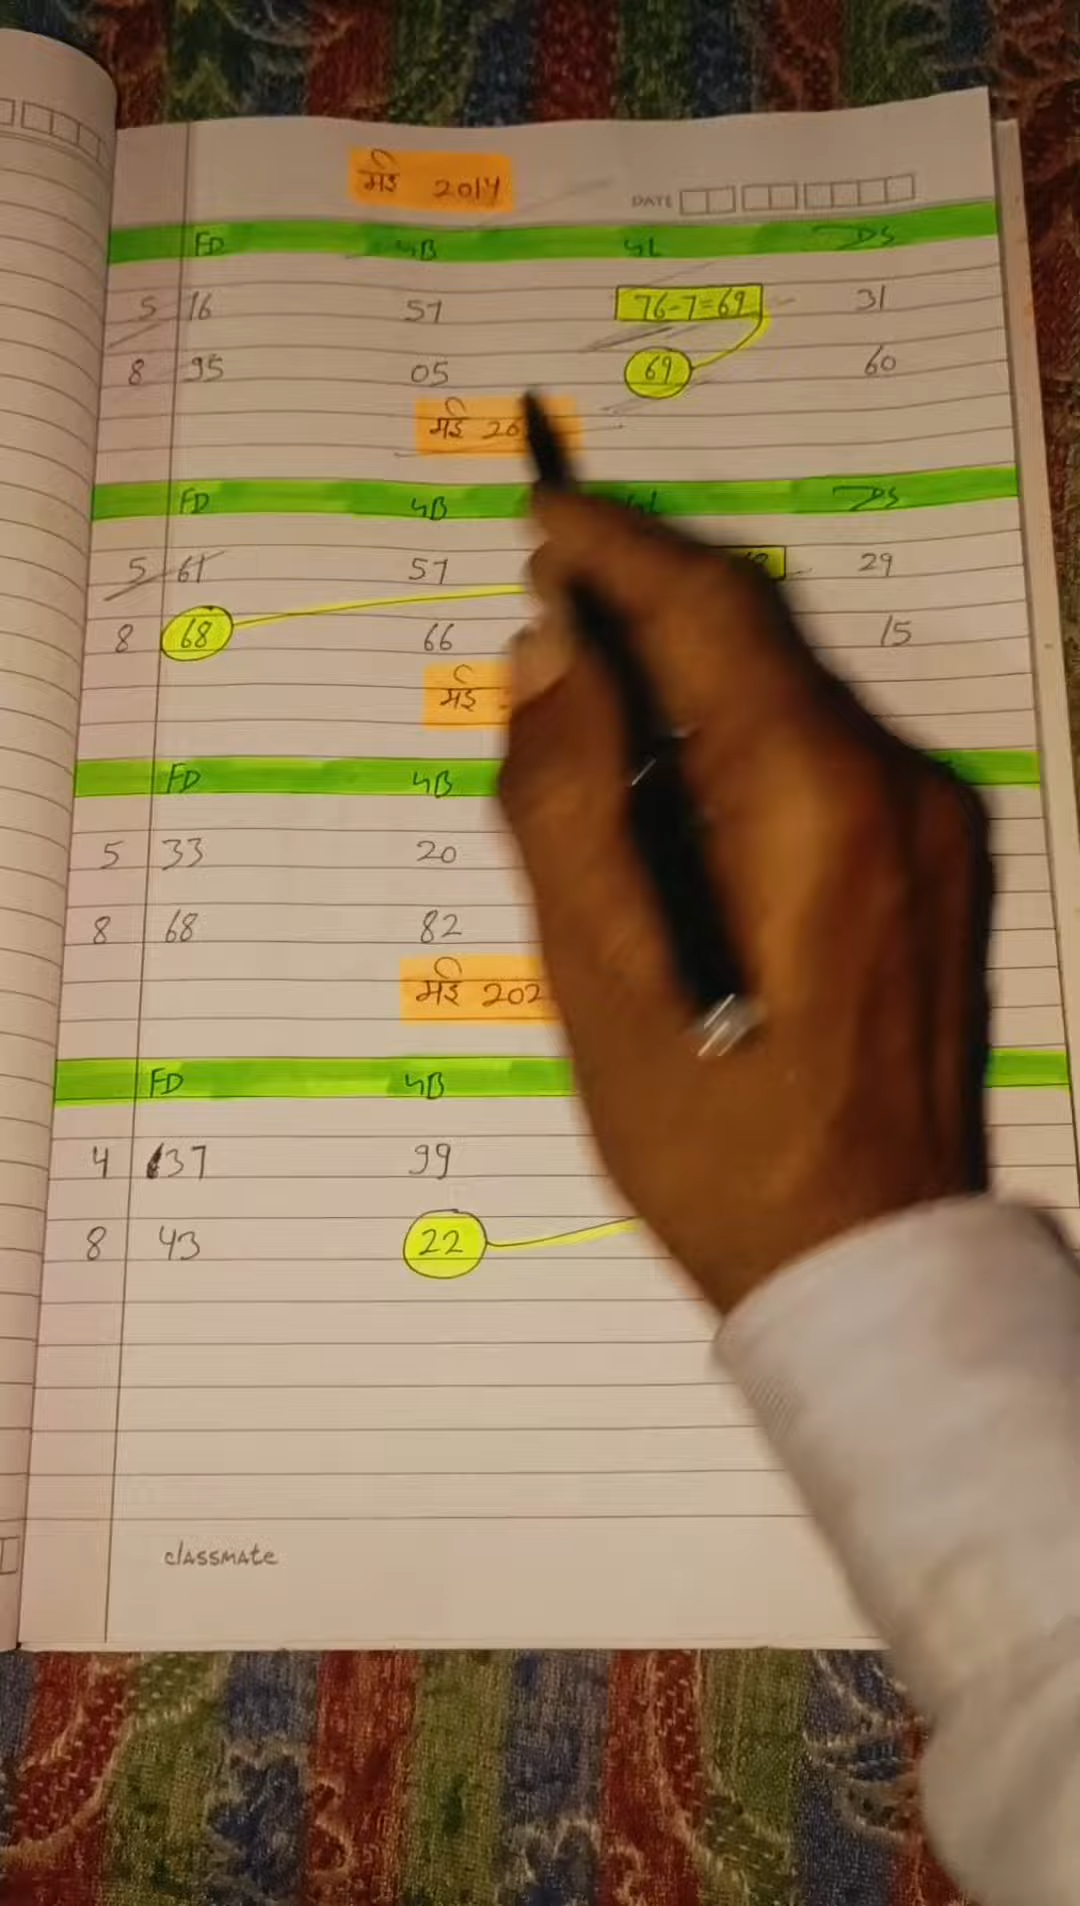 मई 2014
DATE
FD GB GL DS
5 16 57 76-7=69 31
8 95 05 69 60
मई
FD GB GL DS
5 61 57 29
8 68 66 15
मई
FD GB
5 33 20
8 68 82
मई
FD GB
4 37 99
8 43 22
classmate